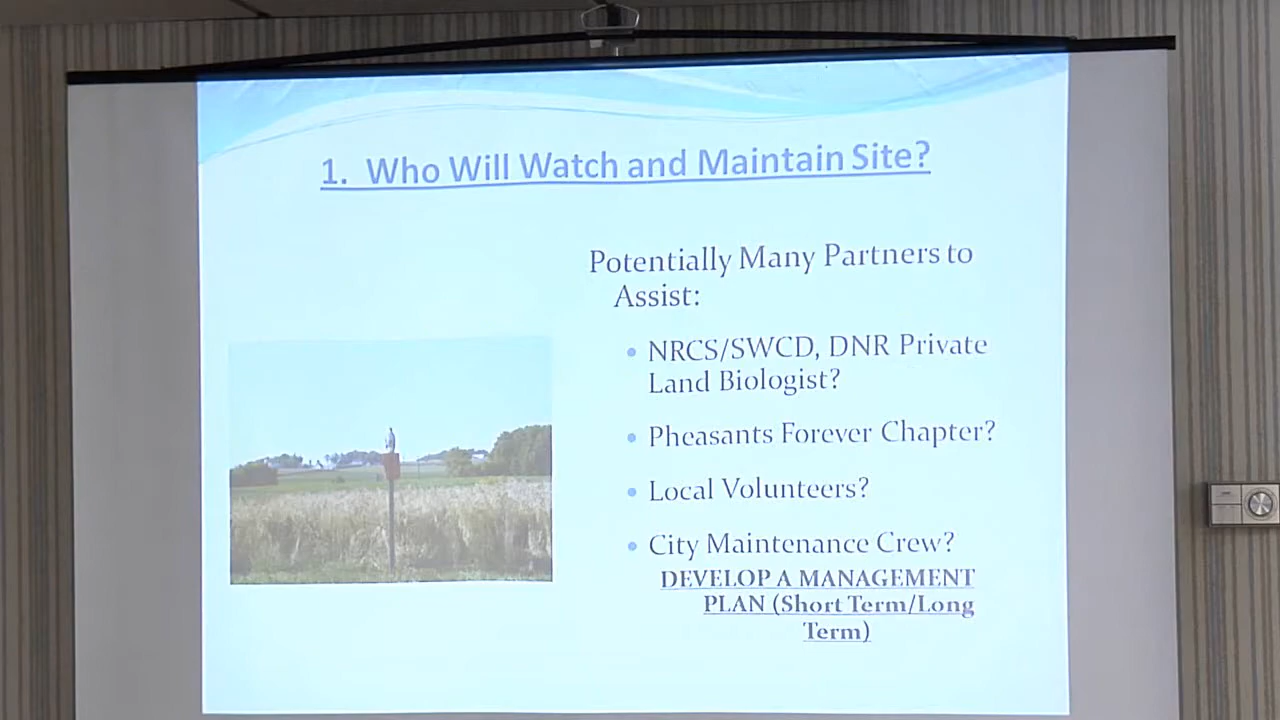 1. Who Will Watch and Maintain Site?
Potentially Many Partners to
Assist:
• NRCS/SWCD, DNR Private
Land Biologist?
• Pheasants Forever Chapter?
• Local Volunteers?
• City Maintenance Crew?
DEVELOP A MANAGEMENT
PLAN (Short Term/Long
Term)